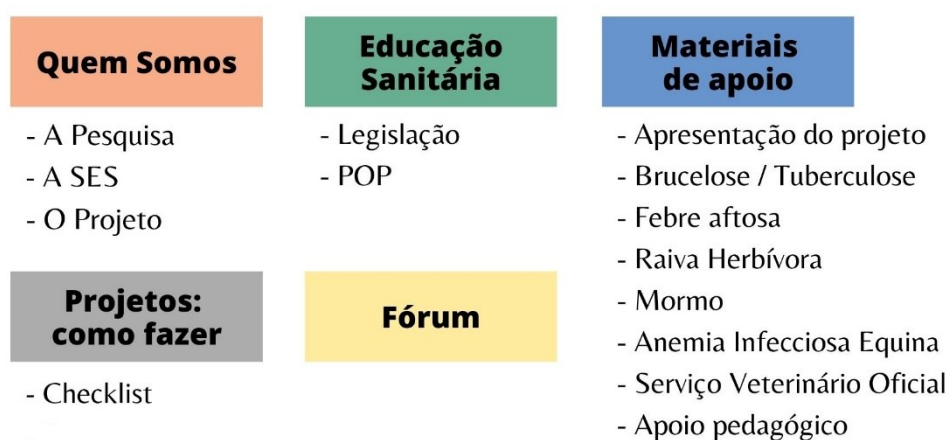 Quem Somos
- A Pesquisa
- A SES
- O Projeto
Educação
Sanitária
- Legislação
- POP
Materiais
de apoio
- Apresentação do projeto
- Brucelose / Tuberculose
- Febre aftosa
- Raiva Herbívora
- Mormo
- Anemia Infecciosa Equina
- Serviço Veterinário Oficial
- Apoio pedagógico
Projetos:
como fazer
- Checklist
Fórum